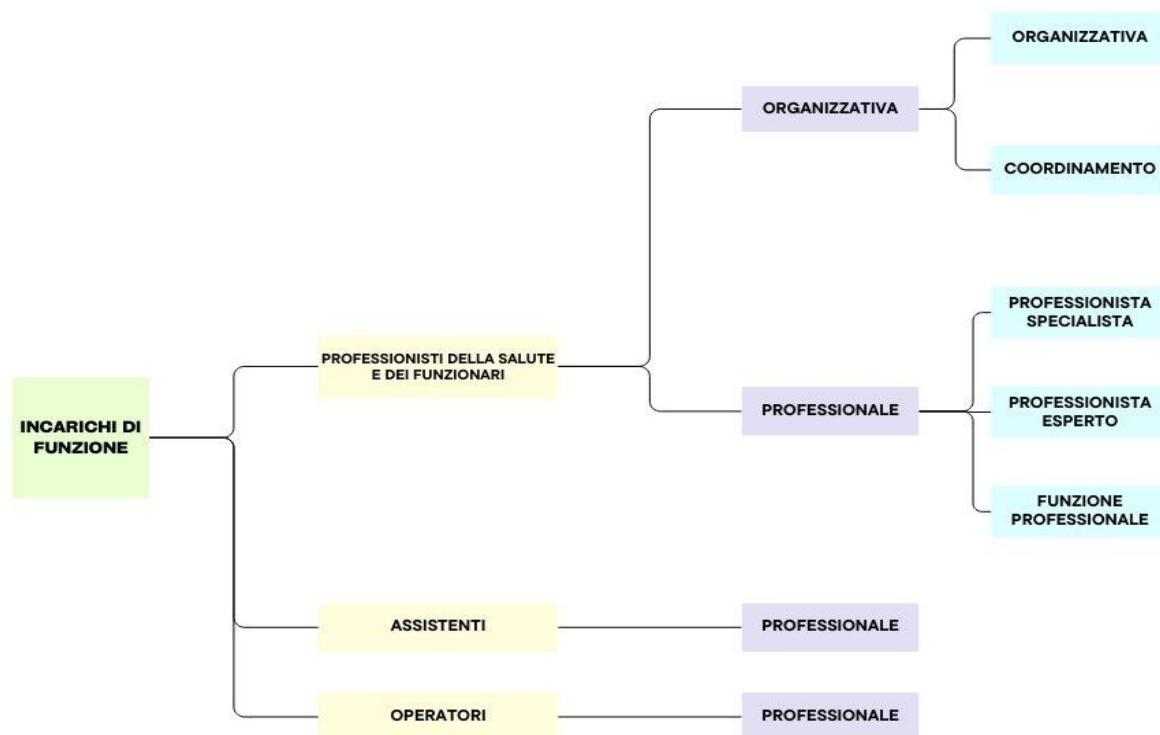 ORGANIZZATIVA
ORGANIZZATIVA
COORDINAMENTO
PROFESSIONISTA
SPECIALISTA
PROFESSIONISTI DELLA SALUTE
E DEI FUNZIONARI
PROFESSIONALE
PROFESSIONISTA
ESPERTO
INCARICHI DI
FUNZIONE
FUNZIONE
PROFESSIONALE
ASSISTENTI
PROFESSIONALE
OPERATORI
PROFESSIONALE